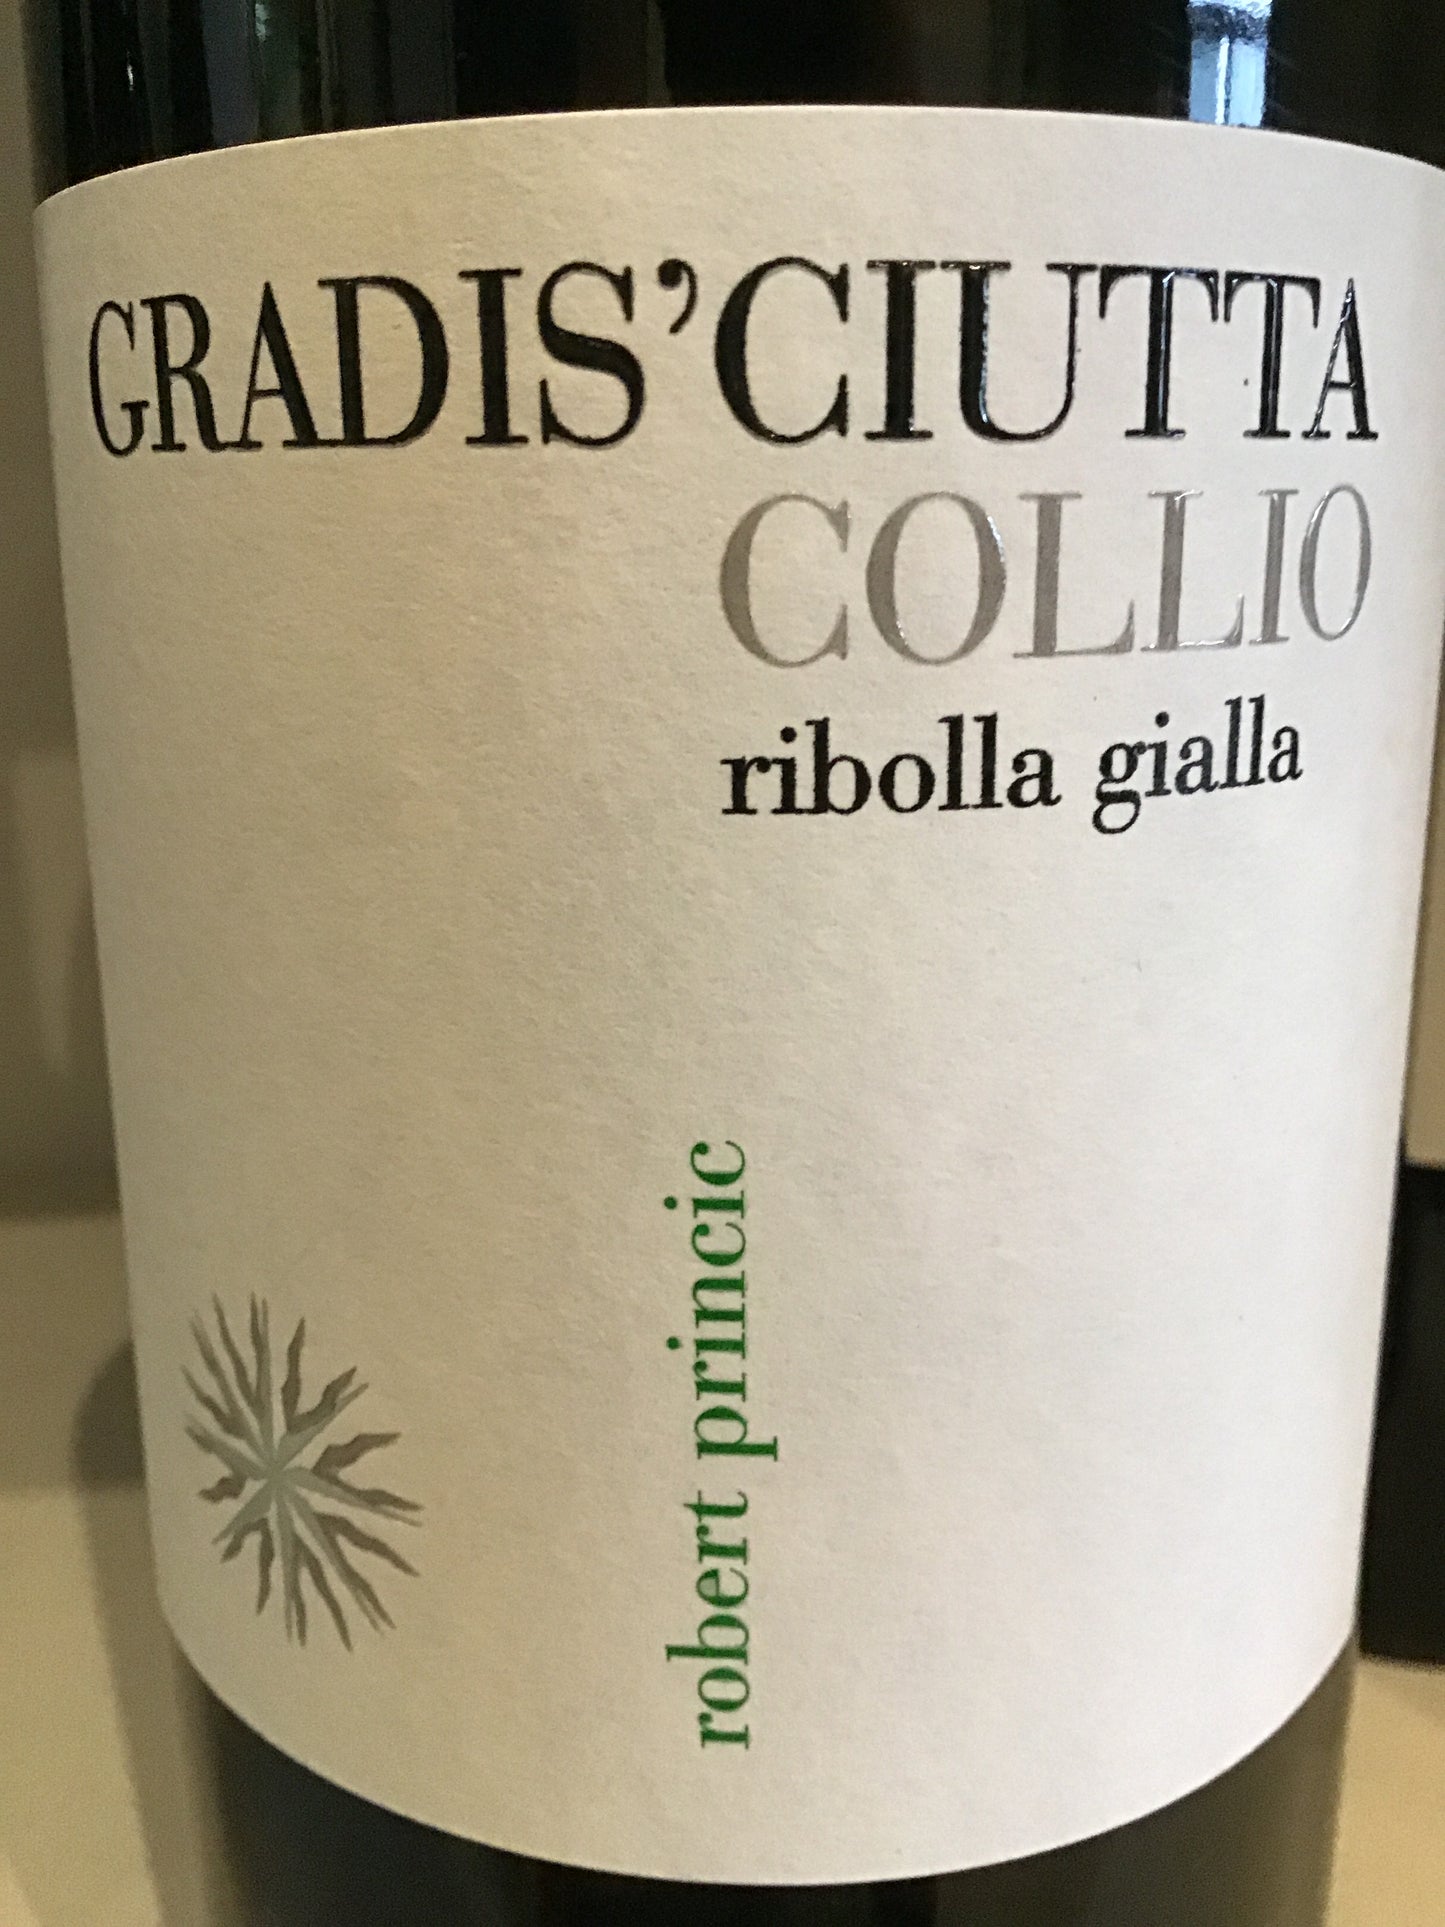 GRADIS’CIUTTA
COLLIO
ribolla gialla
robert princic